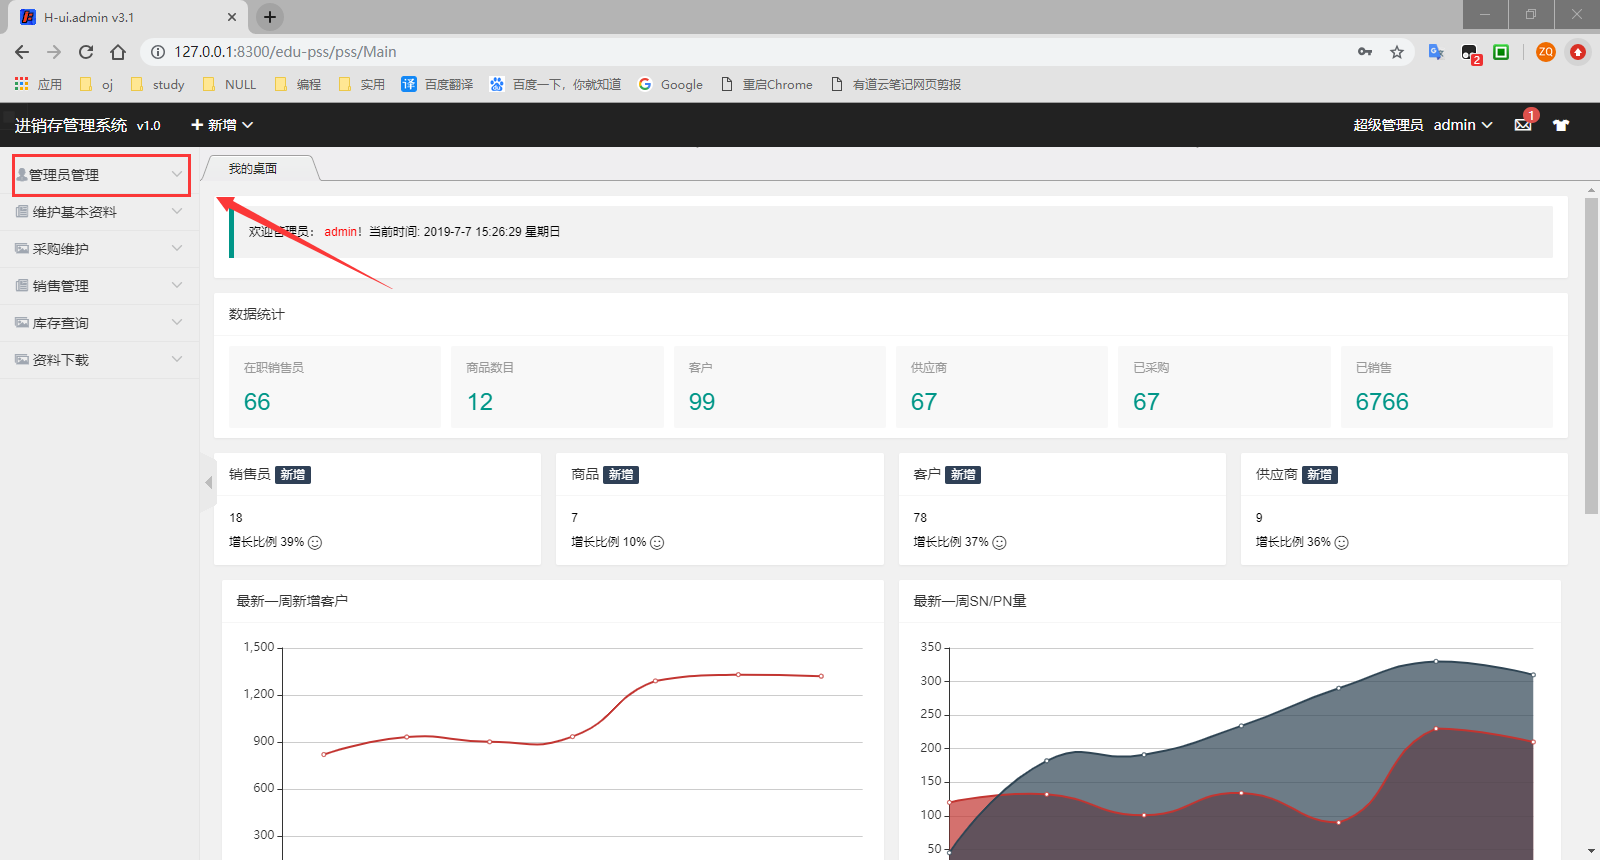 H-ui.admin v3.1
127.0.0.1:8300/edu-pss/pss/Main
ZQ
2
应用 oj study NULL 编程 实用 译 百度翻译 百度一下，你就知道 G Google 重启Chrome 有道云笔记网页剪报
进销存管理系统 v1.0 + 新增 超级管理员 admin 1
管理员管理
维护基本资料
采购维护
销售管理
库存查询
资料下载
我的桌面
欢迎管理员： admin！当前时间: 2019-7-7 15:26:29 星期日
数据统计
在职销售员 商品数目 客户 供应商 已采购 已销售
66 12 99 67 67 6766
销售员 新增 商品 新增 客户 新增 供应商 新增
18 7 78 9
增长比例 39% 增长比例 10% 增长比例 37% 增长比例 36%
最新一周新增客户
1,500
1,200
900
600
300
最新一周SN/PN量
350
300
250
200
150
100
50